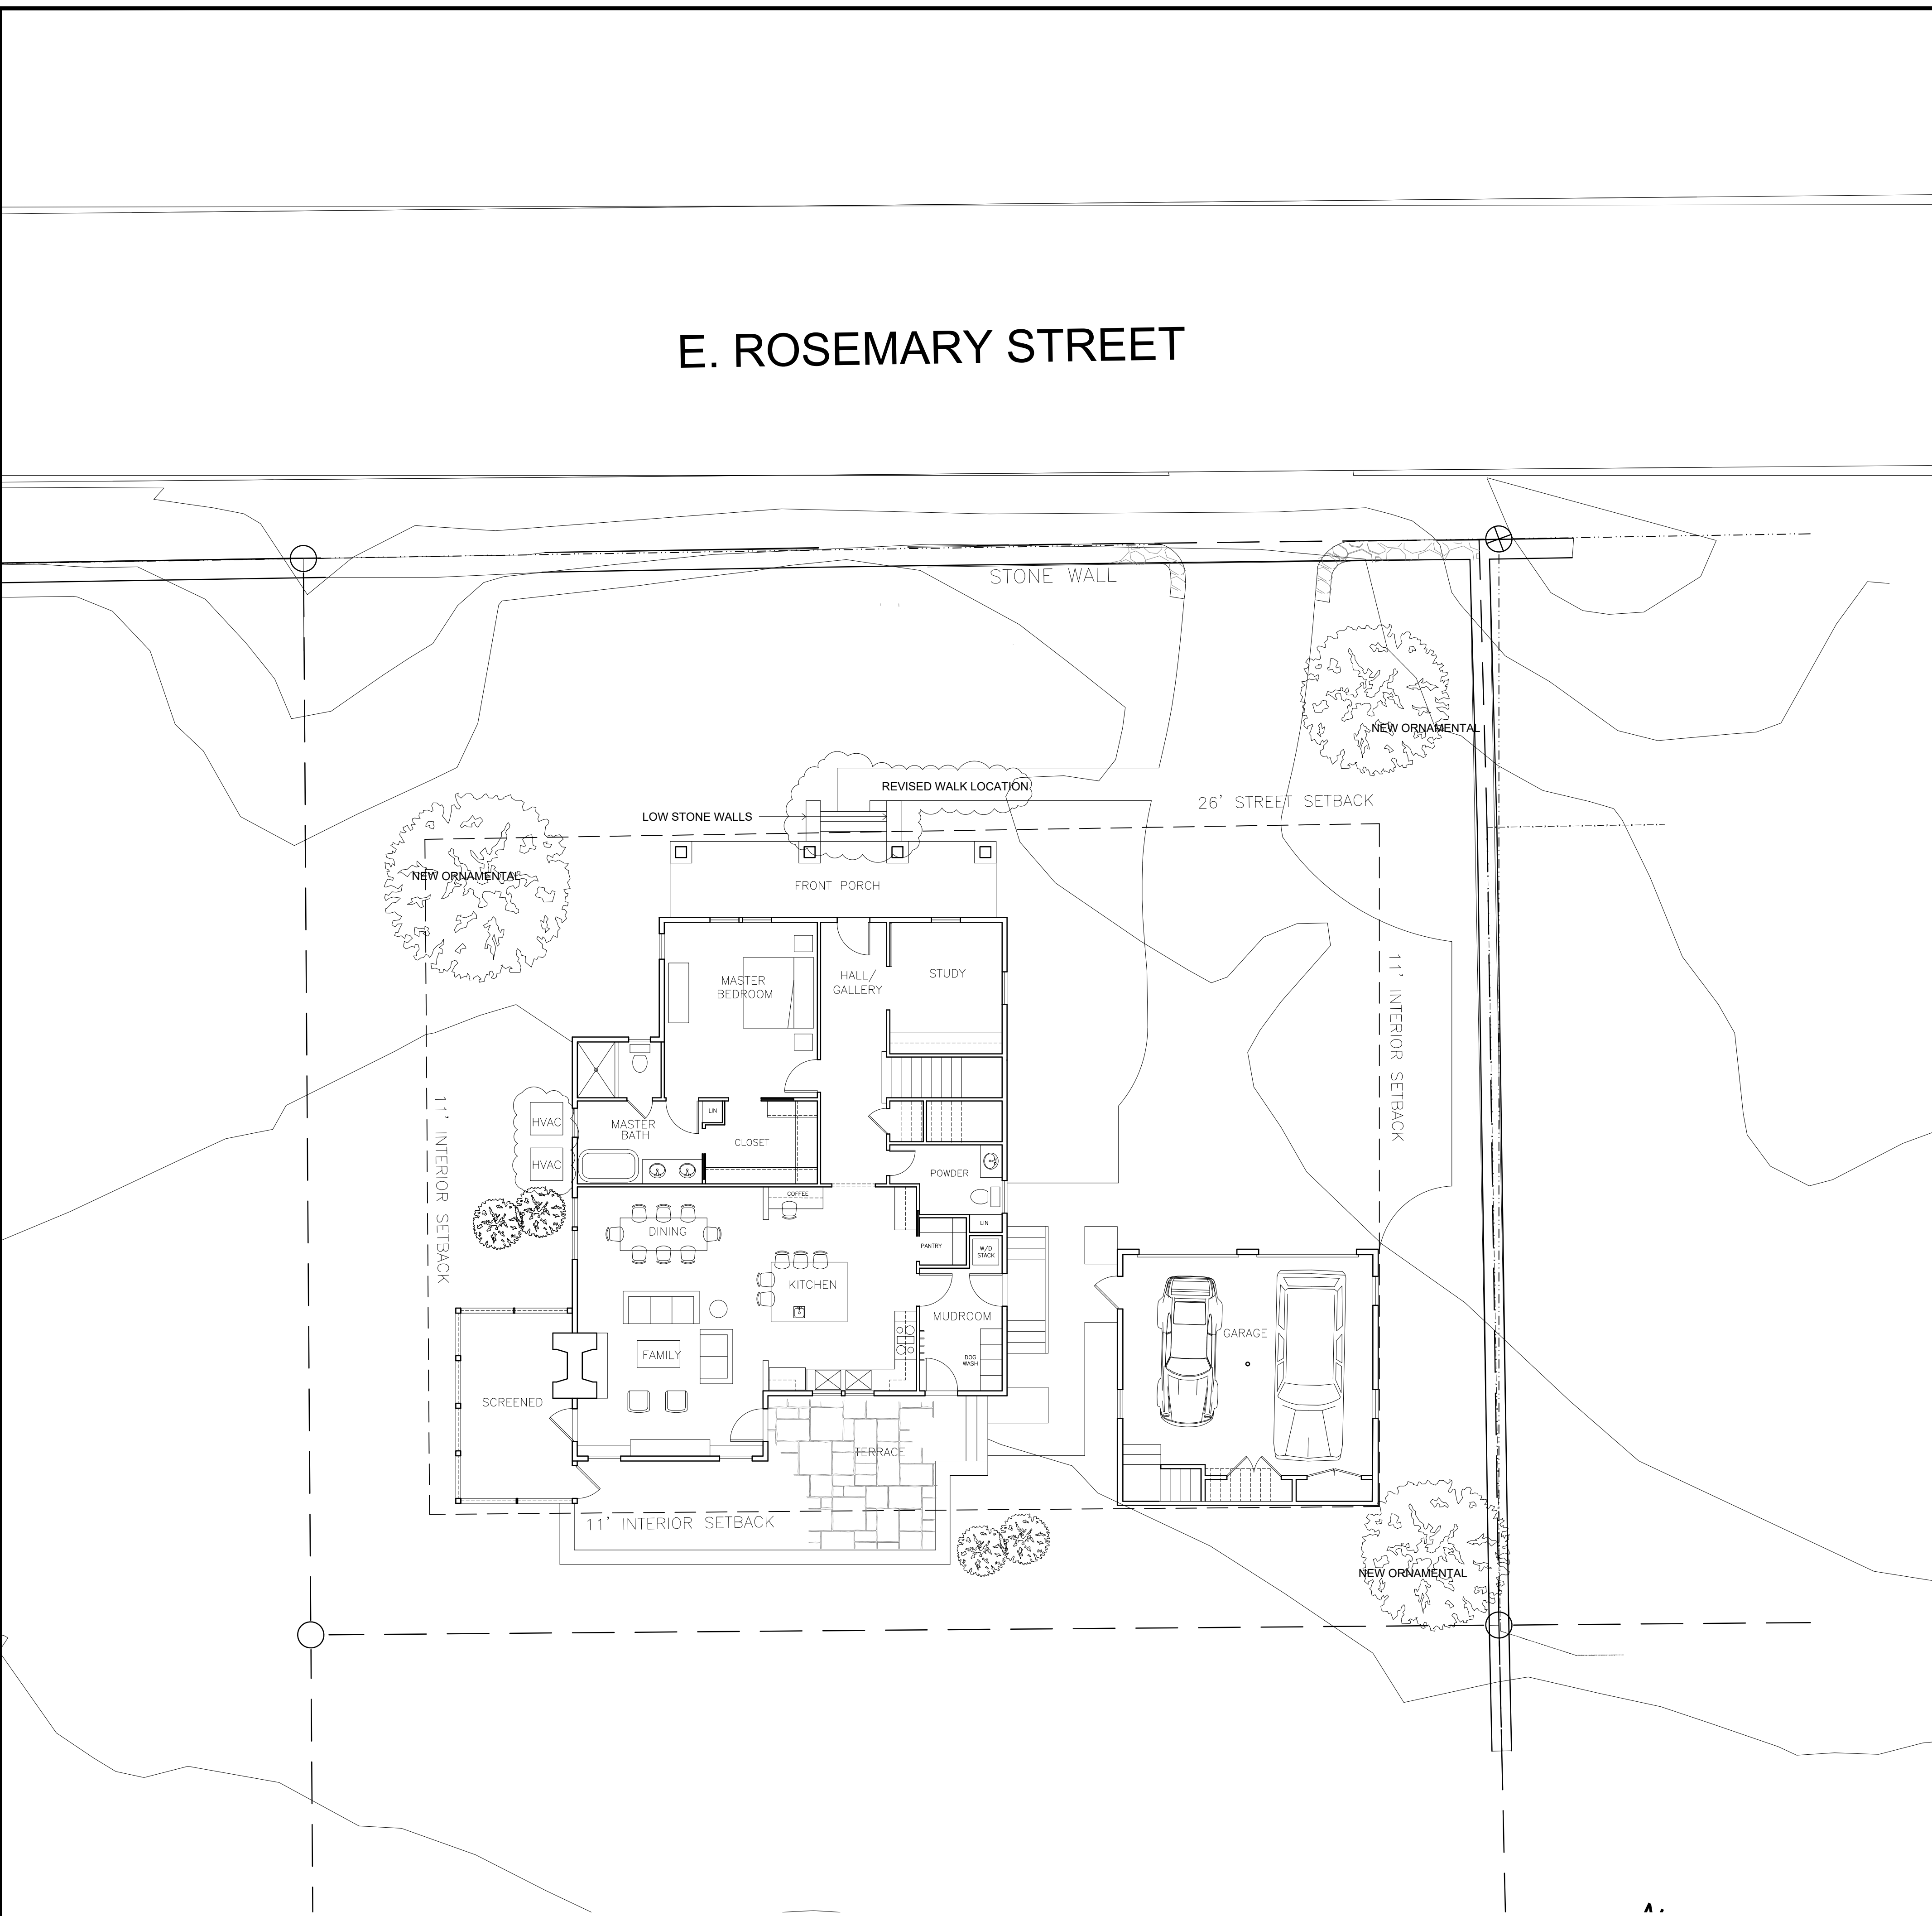 E. ROSEMARY STREET
STONE WALL
NEW ORNAMENTAL
REVISED WALK LOCATION
26' STREET SETBACK
LOW STONE WALLS
NEW ORNAMENTAL
FRONT PORCH
MASTER
BEDROOM
HALL/
GALLERY
STUDY
11' INTERIOR SETBACK
11' INTERIOR SETBACK
HVAC
HVAC
MASTER
BATH
LIN
CLOSET
POWDER
COFFEE
LIN
DINING
PANTRY
W/D
STACK
KITCHEN
MUDROOM
GARAGE
FAMILY
DOG
WASH
SCREENED
TERRACE
11' INTERIOR SETBACK
NEW ORNAMENTAL